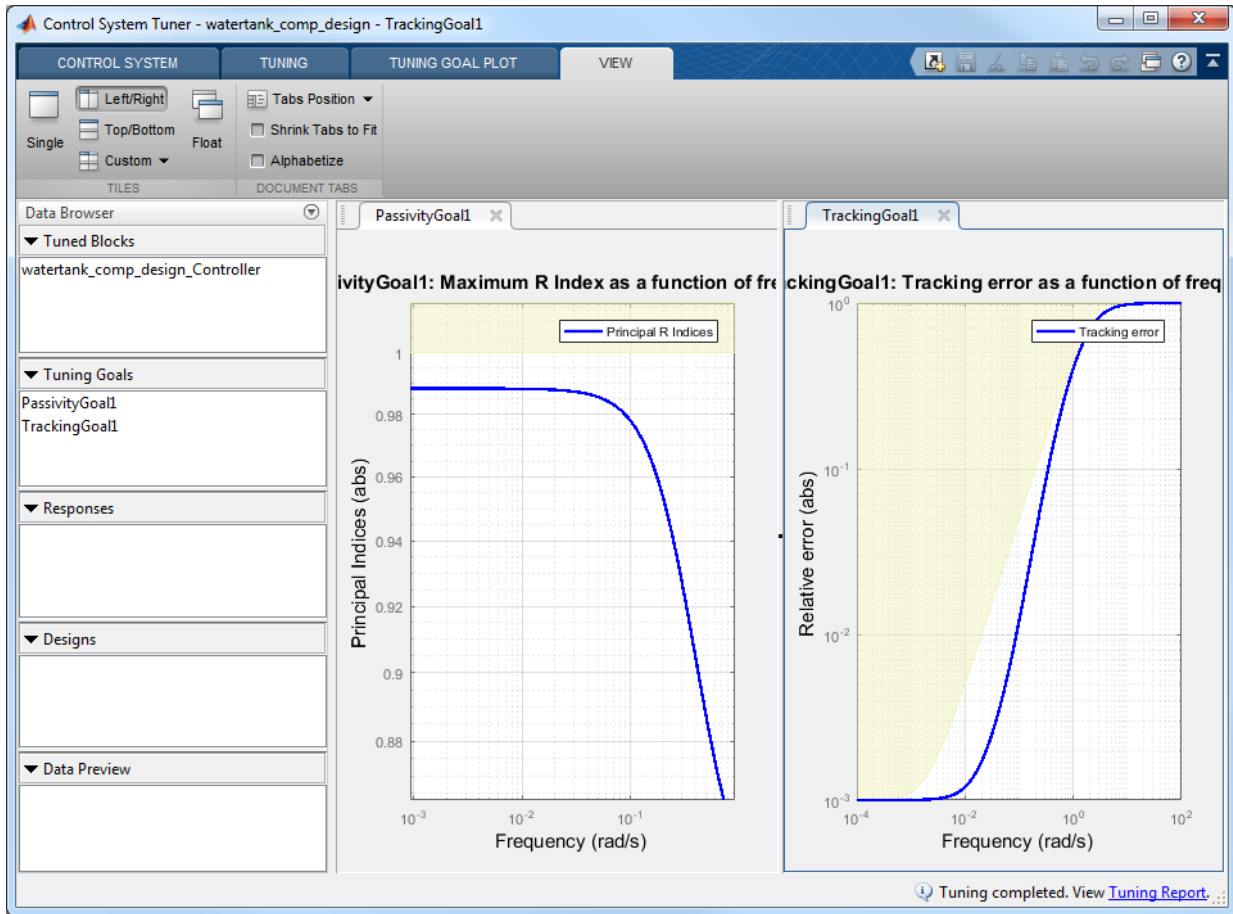 Control System Tuner - watertank_comp_design - TrackingGoal1
CONTROL SYSTEM TUNING TUNING GOAL PLOT VIEW
Single
Left/Right
Top/Bottom
Custom
Float
Tabs Position
Shrink Tabs to Fit
Alphabetize
TILES DOCUMENT TABS
Data Browser
Tuned Blocks
watertank_comp_design_Controller
Tuning Goals
PassivityGoal1
TrackingGoal1
Responses
Designs
Data Preview
PassivityGoal1
ivityGoal1: Maximum R Index as a function of fre
Principal R Indices
Principal Indices (abs)
1
0.98
0.96
0.94
0.92
0.9
0.88
10^-3 10^-2 10^-1
Frequency (rad/s)
TrackingGoal1
ckingGoal1: Tracking error as a function of freq
Tracking error
Relative error (abs)
10^0
10^-1
10^-2
10^-3
10^-4 10^-2 10^0 10^2
Frequency (rad/s)
Tuning completed. View Tuning Report.